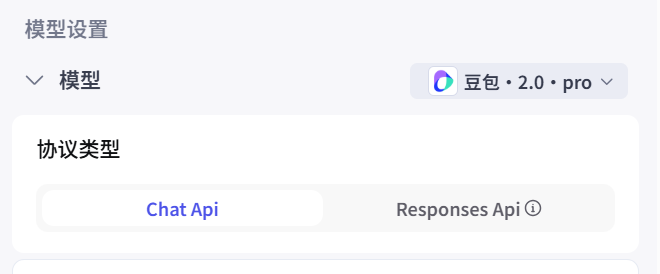 模型设置
模型
豆包・2.0・pro
协议类型
Chat Api
Responses Api